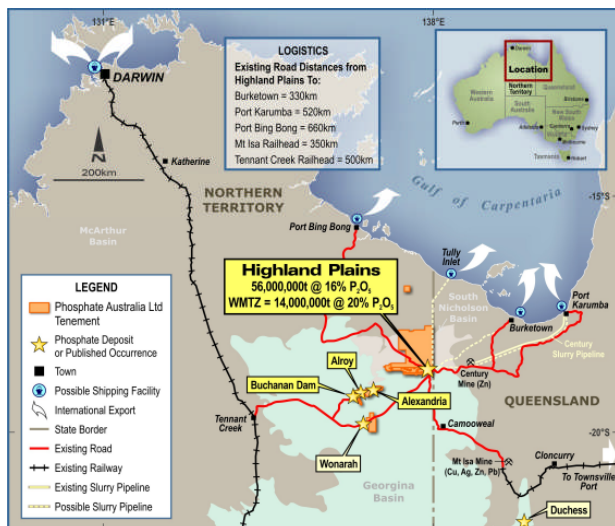 131°E
138°E
DARWIN
LOGISTICS
Existing Road Distances from
Highland Plains To:
Burketown = 330km
Port Karumba = 520km
Port Bing Bong = 660km
Mt Isa Railhead = 350km
Tennant Creek Railhead = 500km
Darwin
Location
Northern
Territory
Queensland
Western
Australia
South
Australia
New South
Wales
Brisbane
Perth
Adelaide
Sydney
Canberra
Melbourne
Tasmania
Hobart
N
200km
Katherine
NORTHERN
TERRITORY
McArthur
Basin
Gulf of Carpentaria
-15°S
Port Bing Bong
Tully
Inlet
Highland Plains
56,000,000t @ 16% P₂O₅
WMTZ = 14,000,000t @ 20% P₂O₅
South
Nicholson
Basin
Port
Karumba
Burketown
Century
Slurry Pipeline
Century
Mine (Zn)
LEGEND
Phosphate Australia Ltd
Tenement
Phosphate Deposit
or Published Occurrence
Town
Possible Shipping Facility
International Export
State Border
Existing Road
Existing Railway
Existing Slurry Pipeline
Possible Slurry Pipeline
Alroy
Buchanan Dam
Alexandria
Wonarah
Tennant
Creek
QUEENSLAND
Camooweal
-20°S
Cloncurry
Mt Isa Mine
(Cu, Ag, Zn, Pb)
To Townsville
Port
Georgina
Basin
Duchess